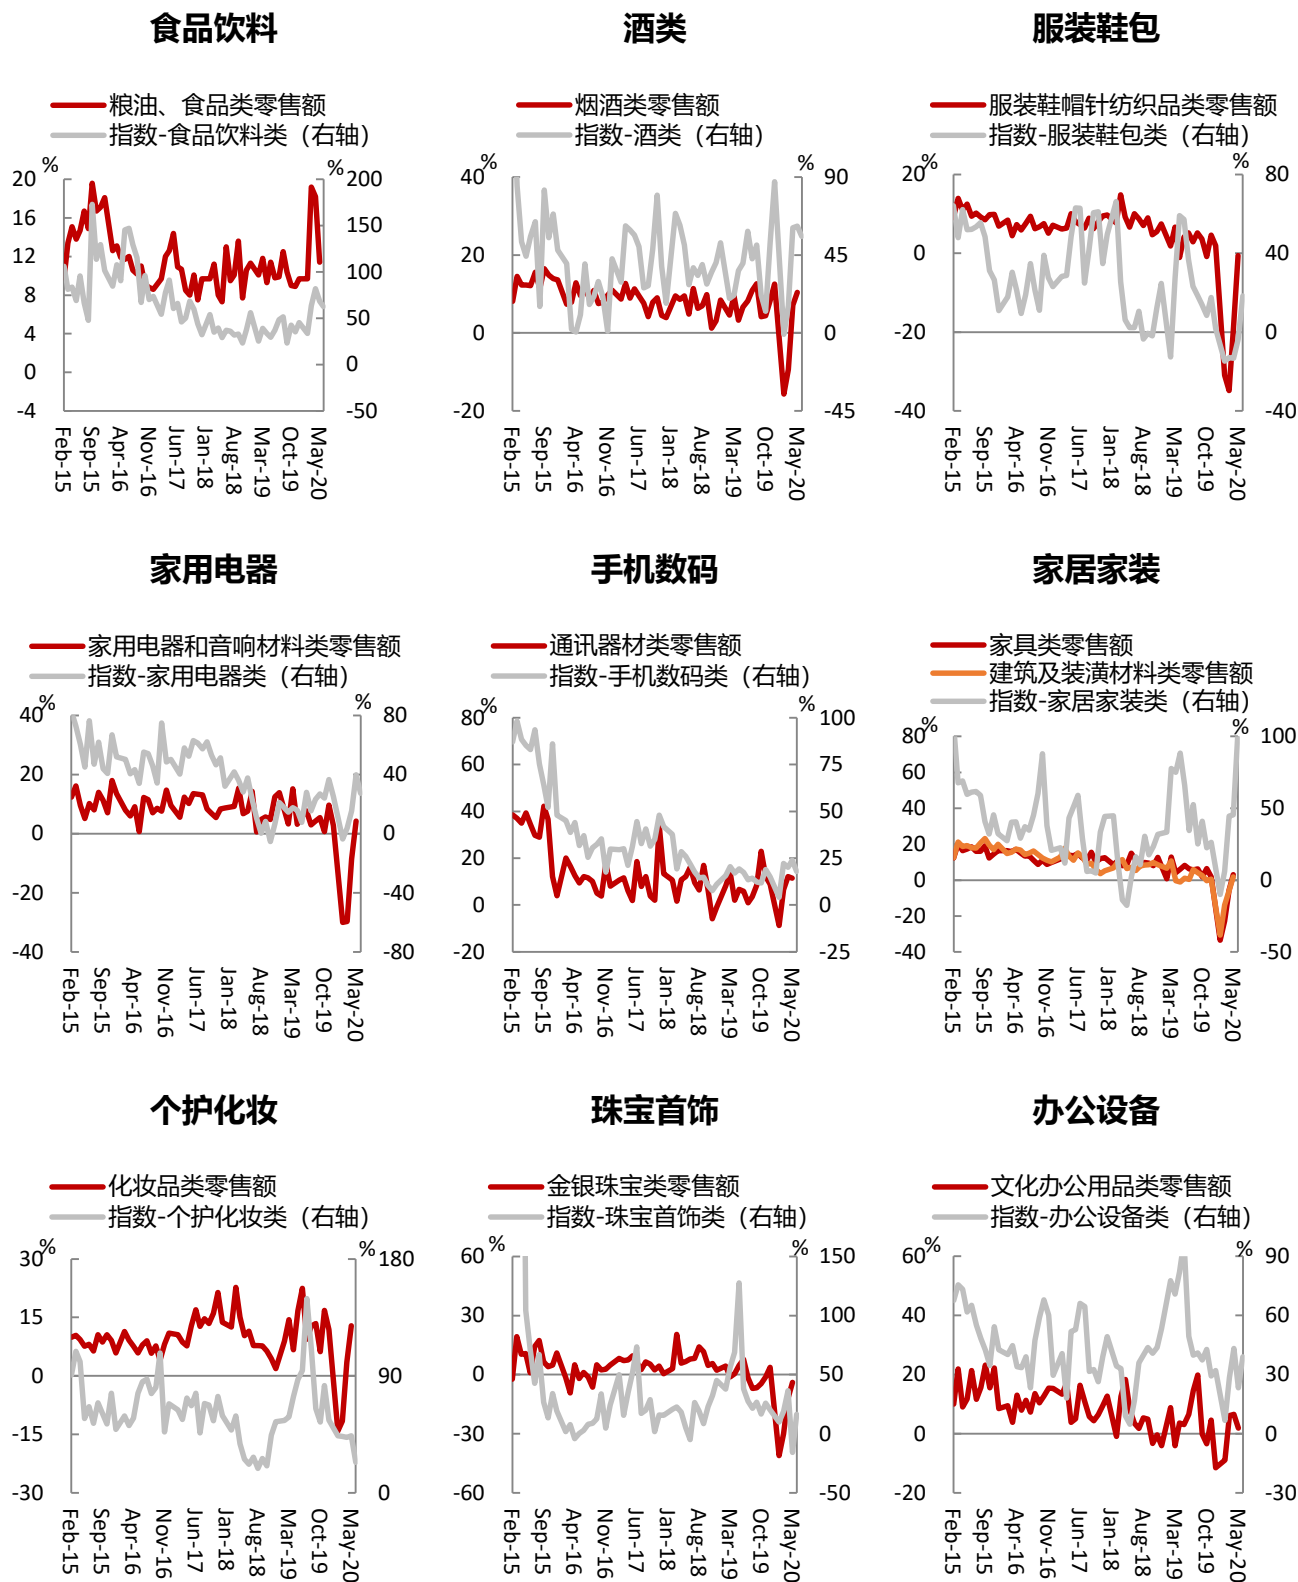 食品饮料
粮油、食品类零售额
指数-食品饮料类（右轴）
%
%
20
16
12
8
4
0
-4
200
150
100
50
0
-50
Feb-15
Sep-15
Apr-16
Nov-16
Jun-17
Jan-18
Aug-18
Mar-19
Oct-19
May-20
酒类
烟酒类零售额
指数-酒类（右轴）
%
%
40
20
0
-20
90
45
0
-45
Feb-15
Sep-15
Apr-16
Nov-16
Jun-17
Jan-18
Aug-18
Mar-19
Oct-19
May-20
服装鞋包
服装鞋帽针纺织品类零售额
指数-服装鞋包类（右轴）
%
%
20
0
-20
-40
80
40
0
-40
Feb-15
Sep-15
Apr-16
Nov-16
Jun-17
Jan-18
Aug-18
Mar-19
Oct-19
May-20
家用电器
家用电器和音响材料类零售额
指数-家用电器类（右轴）
%
%
40
20
0
-20
-40
80
40
0
-40
-80
Feb-15
Sep-15
Apr-16
Nov-16
Jun-17
Jan-18
Aug-18
Mar-19
Oct-19
May-20
手机数码
通讯器材类零售额
指数-手机数码类（右轴）
%
%
80
60
40
20
0
-20
100
75
50
25
0
-25
Feb-15
Sep-15
Apr-16
Nov-16
Jun-17
Jan-18
Aug-18
Mar-19
Oct-19
May-20
家居家装
家具类零售额
建筑及装潢材料类零售额
指数-家居家装类（右轴）
%
%
80
60
40
20
0
-20
-40
100
50
0
-50
Feb-15
Sep-15
Apr-16
Nov-16
Jun-17
Jan-18
Aug-18
Mar-19
Oct-19
May-20
个护化妆
化妆品类零售额
指数-个护化妆类（右轴）
%
%
30
15
0
-15
-30
180
90
0
Feb-15
Sep-15
Apr-16
Nov-16
Jun-17
Jan-18
Aug-18
Mar-19
Oct-19
May-20
珠宝首饰
金银珠宝类零售额
指数-珠宝首饰类（右轴）
%
%
60
30
0
-30
-60
150
100
50
0
-50
Feb-15
Sep-15
Apr-16
Nov-16
Jun-17
Jan-18
Aug-18
Mar-19
Oct-19
May-20
办公设备
文化办公用品类零售额
指数-办公设备类（右轴）
%
%
60
40
20
0
-20
90
60
30
0
-30
Feb-15
Sep-15
Apr-16
Nov-16
Jun-17
Jan-18
Aug-18
Mar-19
Oct-19
May-20